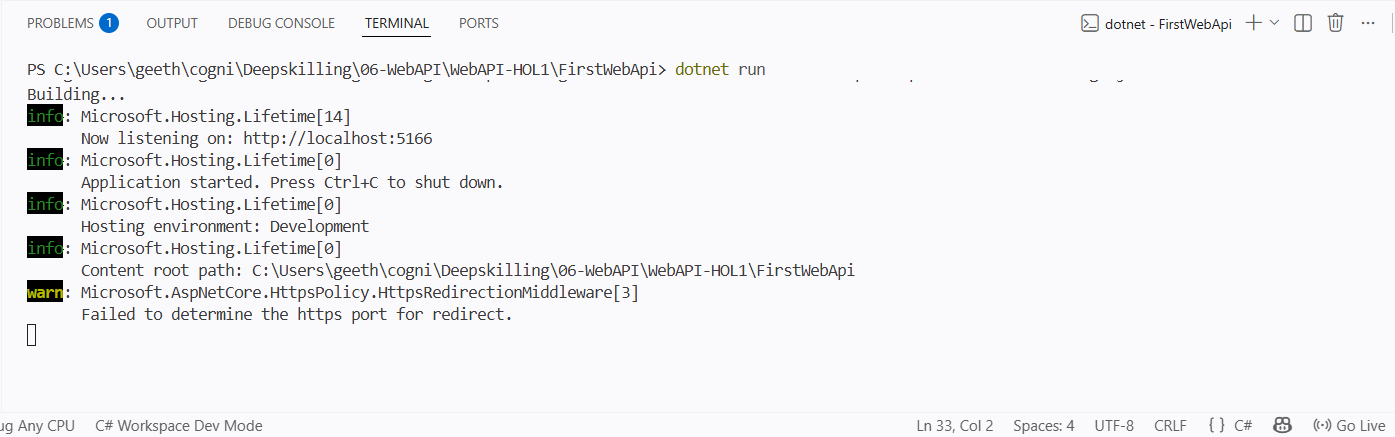 PROBLEMS 1 OUTPUT DEBUG CONSOLE TERMINAL PORTS dotnet - FirstWebApi
PS C:\Users\geeth\cogni\Deepskilling\06-WebAPI\WebAPI-HOL1\FirstWebApi> dotnet run
Building...
info: Microsoft.Hosting.Lifetime[14]
Now listening on: http://localhost:5166
info: Microsoft.Hosting.Lifetime[0]
Application started. Press Ctrl+C to shut down.
info: Microsoft.Hosting.Lifetime[0]
Hosting environment: Development
info: Microsoft.Hosting.Lifetime[0]
Content root path: C:\Users\geeth\cogni\Deepskilling\06-WebAPI\WebAPI-HOL1\FirstWebApi
warn: Microsoft.AspNetCore.HttpsPolicy.HttpsRedirectionMiddleware[3]
Failed to determine the https port for redirect.
ug Any CPU C# Workspace Dev Mode Ln 33, Col 2 Spaces: 4 UTF-8 CRLF { } C# Go Live